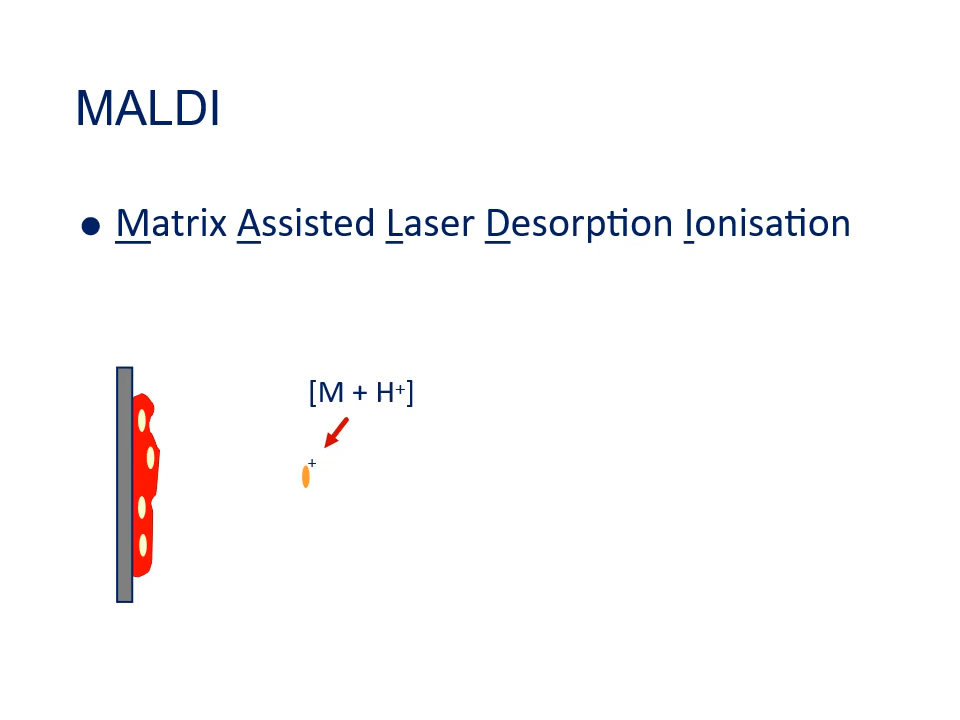 MALDI
● Matrix Assisted Laser Desorption Ionisation
[M + H⁺]
+